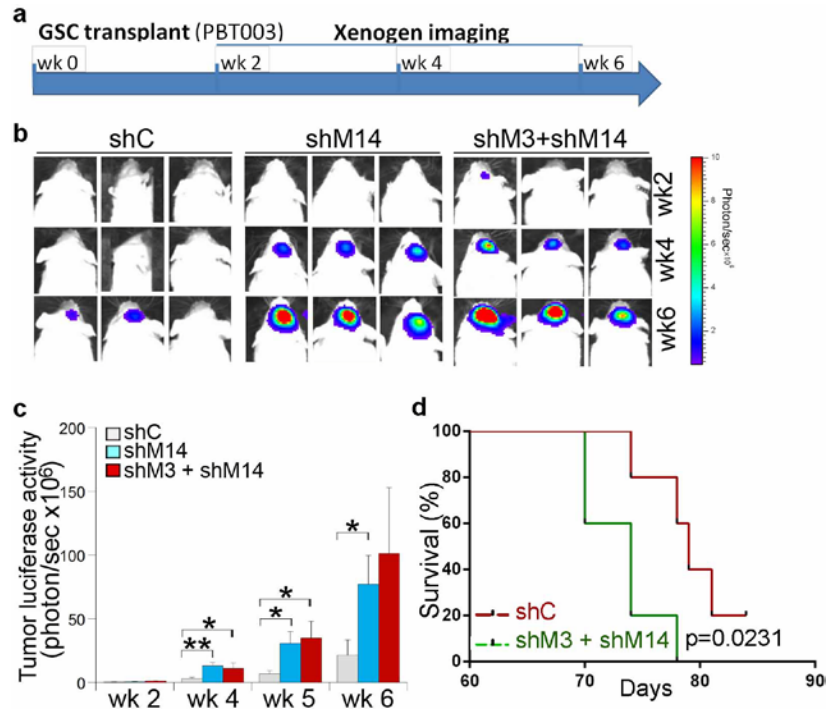 a
GSC transplant (PBT003) Xenogen imaging
wk 0 wk 2 wk 4 wk 6
b
shC shM14 shM3+shM14
wk2
wk4
wk6
10
8
6
4
2
Photon/sec×10⁶
c
Tumor luciferase activity
(photon/sec x10⁶)
200
150
100
50
0
shC
shM14
shM3 + shM14
** *
* *
*
wk 2 wk 4 wk 5 wk 6
d
Survival (%)
100
80
60
40
20
0
shC
shM3 + shM14
p=0.0231
60 70 80 90
Days